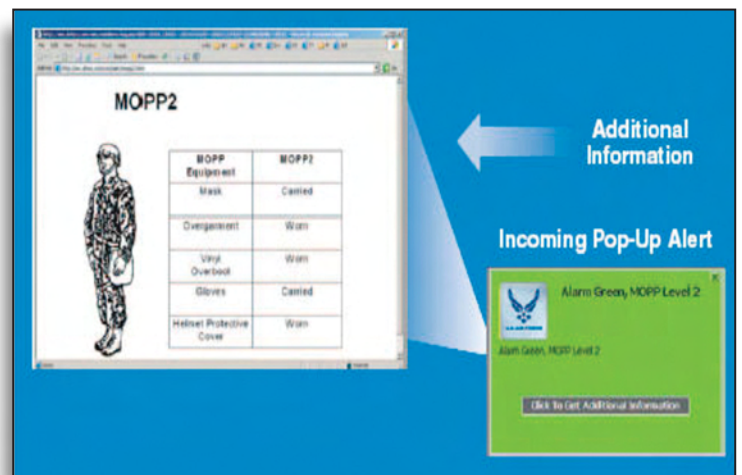 MOPP2
MOPP Equipment
MOPP2
Mask
Carried
Overgarment
Worn
Vinyl Overboot
Worn
Gloves
Carried
Helmet Protective Cover
Worn
Additional
Information
Incoming Pop-Up Alert
Alarm Green, MOPP Level 2
U.S. AIR FORCE
Alarm Green, MOPP Level 2
Click To Get Additional Information